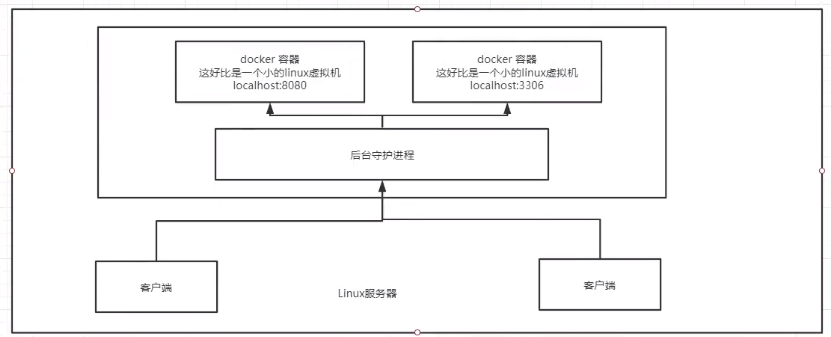 docker 容器
这好比是一个小的linux虚拟机
localhost:8080
docker 容器
这好比是一个小的linux虚拟机
localhost:3306
后台守护进程
客户端
Linux服务器
客户端